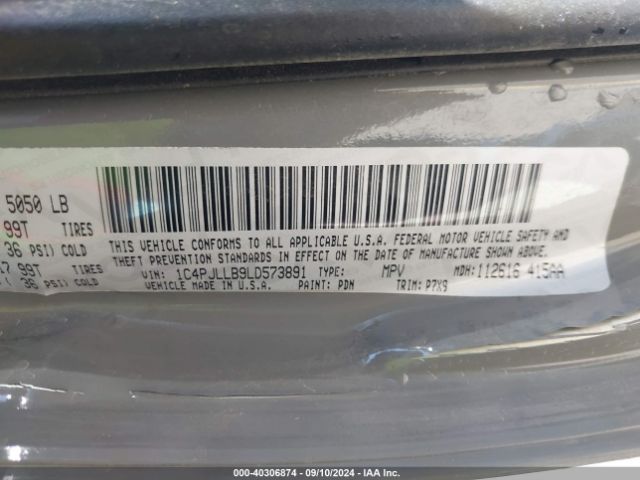 5050 LB
99T TIRES
36 PSI) COLD
7 99T TIRES
( 36 PSI) COLD
THIS VEHICLE CONFORMS TO ALL APPLICABLE U.S.A. FEDERAL MOTOR VEHICLE SAFETY AND
THEFT PREVENTION STANDARDS IN EFFECT ON THE DATE OF MANUFACTURE SHOWN ABOVE.
VIN: 1C4PJLLB9LD573891 TYPE: MPV MDH: 112616 415AA
VEHICLE MADE IN U.S.A. PAINT: PDN TRIM: P7X9
000-40306874 - 09/10/2024 - IAA Inc.